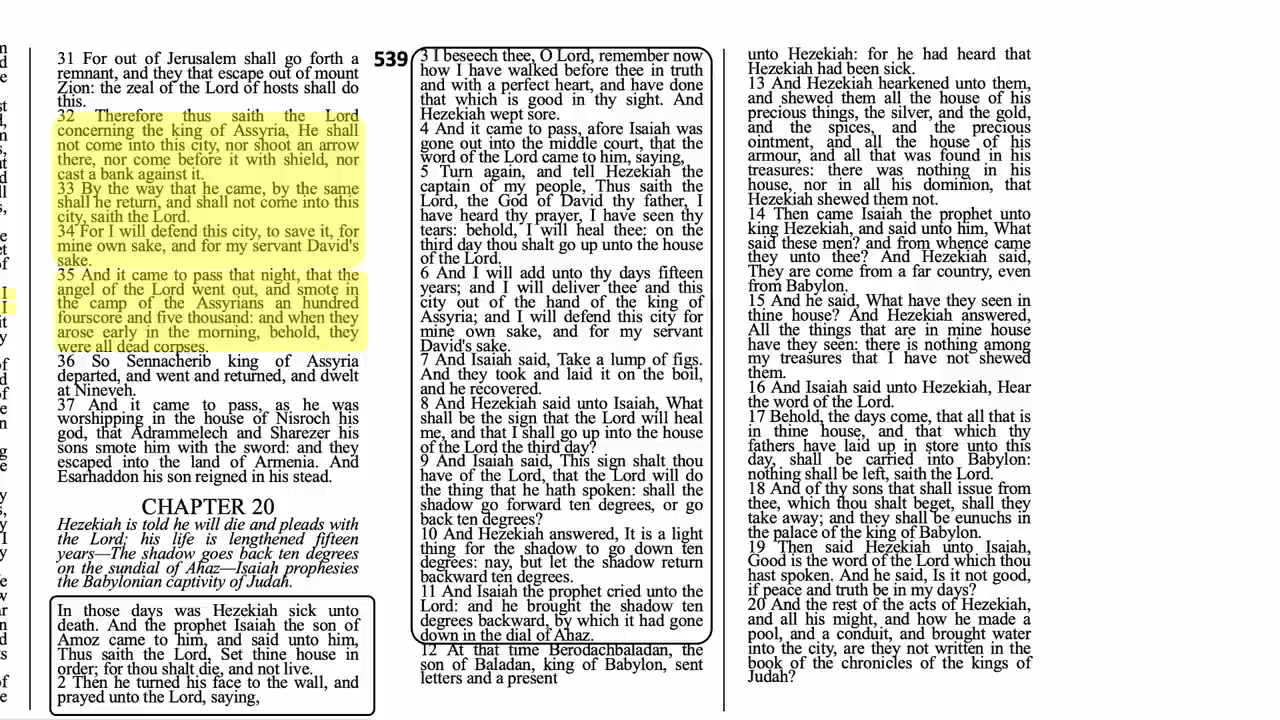 31 For out of Jerusalem shall go forth a
remnant, and they that escape out of mount
Zion: the zeal of the Lord of hosts shall do
this.
32 Therefore thus saith the Lord
concerning the king of Assyria, He shall
not come into this city, nor shoot an arrow
there, nor come before it with shield, nor
cast a bank against it.
33 By the way that he came, by the same
shall he return, and shall not come into this
city, saith the Lord.
34 For I will defend this city, to save it, for
mine own sake, and for my servant David's
sake.
35 And it came to pass that night, that the
angel of the Lord went out, and smote in
the camp of the Assyrians an hundred
fourscore and five thousand: and when they
arose early in the morning, behold, they
were all dead corpses.
36 So Sennacherib king of Assyria
departed, and went and returned, and dwelt
at Nineveh.
37 And it came to pass, as he was
worshipping in the house of Nisroch his
god, that Adrammelech and Sharezer his
sons smote him with the sword: and they
escaped into the land of Armenia. And
Esarhaddon his son reigned in his stead.
CHAPTER 20
Hezekiah is told he will die and pleads with
the Lord; his life is lengthened fifteen
years—The shadow goes back ten degrees
on the sundial of Ahaz—Isaiah prophesies
the Babylonian captivity of Judah.
In those days was Hezekiah sick unto
death. And the prophet Isaiah the son of
Amoz came to him, and said unto him,
Thus saith the Lord, Set thine house in
order; for thou shalt die, and not live.
2 Then he turned his face to the wall, and
prayed unto the Lord, saying,
539
3 I beseech thee, O Lord, remember now
how I have walked before thee in truth
and with a perfect heart, and have done
that which is good in thy sight. And
Hezekiah wept sore.
4 And it came to pass, afore Isaiah was
gone out into the middle court, that the
word of the Lord came to him, saying,
5 Turn again, and tell Hezekiah the
captain of my people, Thus saith the
Lord, the God of David thy father, I
have heard thy prayer, I have seen thy
tears: behold, I will heal thee: on the
third day thou shalt go up unto the house
of the Lord.
6 And I will add unto thy days fifteen
years; and I will deliver thee and this
city out of the hand of the king of
Assyria; and I will defend this city for
mine own sake, and for my servant
David's sake.
7 And Isaiah said, Take a lump of figs.
And they took and laid it on the boil,
and he recovered.
8 And Hezekiah said unto Isaiah, What
shall be the sign that the Lord will heal
me, and that I shall go up into the house
of the Lord the third day?
9 And Isaiah said, This sign shalt thou
have of the Lord, that the Lord will do
the thing that he hath spoken: shall the
shadow go forward ten degrees, or go
back ten degrees?
10 And Hezekiah answered, It is a light
thing for the shadow to go down ten
degrees: nay, but let the shadow return
backward ten degrees.
11 And Isaiah the prophet cried unto the
Lord: and he brought the shadow ten
degrees backward, by which it had gone
down in the dial of Ahaz.
12 At that time Berodachbaladan, the
son of Baladan, king of Babylon, sent
letters and a present
unto Hezekiah: for he had heard that
Hezekiah had been sick.
13 And Hezekiah hearkened unto them,
and shewed them all the house of his
precious things, the silver, and the gold,
and the spices, and the precious
ointment, and all the house of his
armour, and all that was found in his
treasures: there was nothing in his
house, nor in all his dominion, that
Hezekiah shewed them not.
14 Then came Isaiah the prophet unto
king Hezekiah, and said unto him, What
said these men? and from whence came
they unto thee? And Hezekiah said,
They are come from a far country, even
from Babylon.
15 And he said, What have they seen in
thine house? And Hezekiah answered,
All the things that are in mine house
have they seen: there is nothing among
my treasures that I have not shewed
them.
16 And Isaiah said unto Hezekiah, Hear
the word of the Lord.
17 Behold, the days come, that all that is
in thine house, and that which thy
fathers have laid up in store unto this
day, shall be carried into Babylon:
nothing shall be left, saith the Lord.
18 And of thy sons that shall issue from
thee, which thou shalt beget, shall they
take away; and they shall be eunuchs in
the palace of the king of Babylon.
19 Then said Hezekiah unto Isaiah,
Good is the word of the Lord which thou
hast spoken. And he said, Is it not good,
if peace and truth be in my days?
20 And the rest of the acts of Hezekiah,
and all his might, and how he made a
pool, and a conduit, and brought water
into the city, are they not written in the
book of the chronicles of the kings of
Judah?